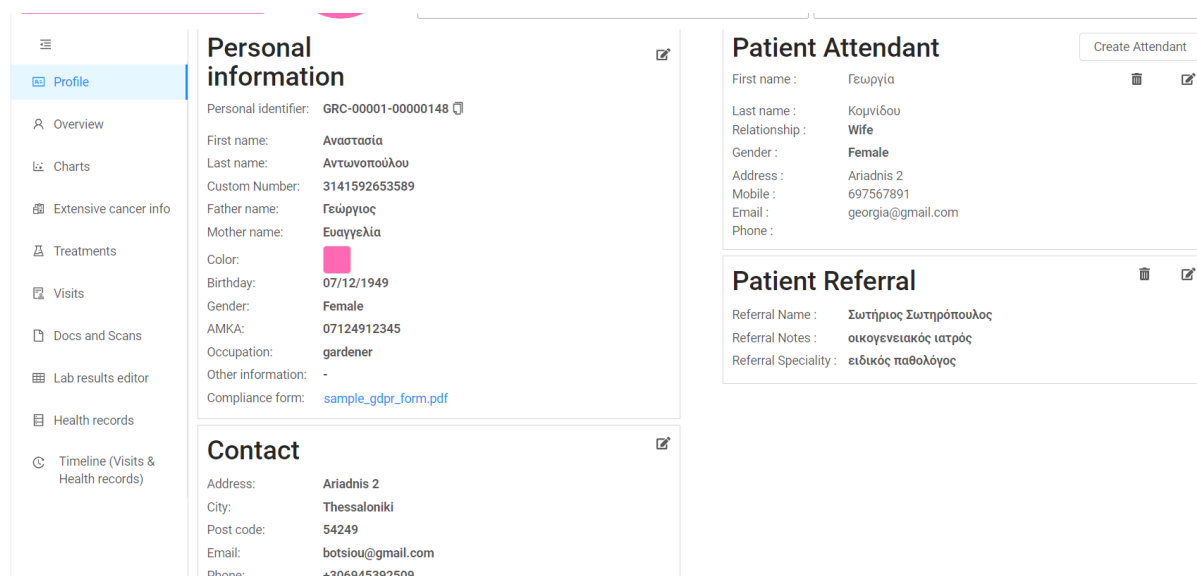 Profile
Overview
Charts
Extensive cancer info
Treatments
Visits
Docs and Scans
Lab results editor
Health records
Timeline (Visits &
Health records)
Personal
information
Personal identifier: GRC-00001-00000148
First name: Αναστασία
Last name: Αντωνοπούλου
Custom Number: 3141592653589
Father name: Γεώργιος
Mother name: Ευαγγελία
Color:
Birthday: 07/12/1949
Gender: Female
AMKA: 07124912345
Occupation: gardener
Other information: -
Compliance form: sample_gdpr_form.pdf
Contact
Address: Ariadnis 2
City: Thessaloniki
Post code: 54249
Email: botsiou@gmail.com
Phone: +306945392509
Patient Attendant
Create Attendant
First name : Γεωργία
Last name : Κομνίδου
Relationship : Wife
Gender : Female
Address : Ariadnis 2
Mobile : 697567891
Email : georgia@gmail.com
Phone :
Patient Referral
Referral Name : Σωτήριος Σωτηρόπουλος
Referral Notes : οικογενειακός ιατρός
Referral Speciality : ειδικός παθολόγος